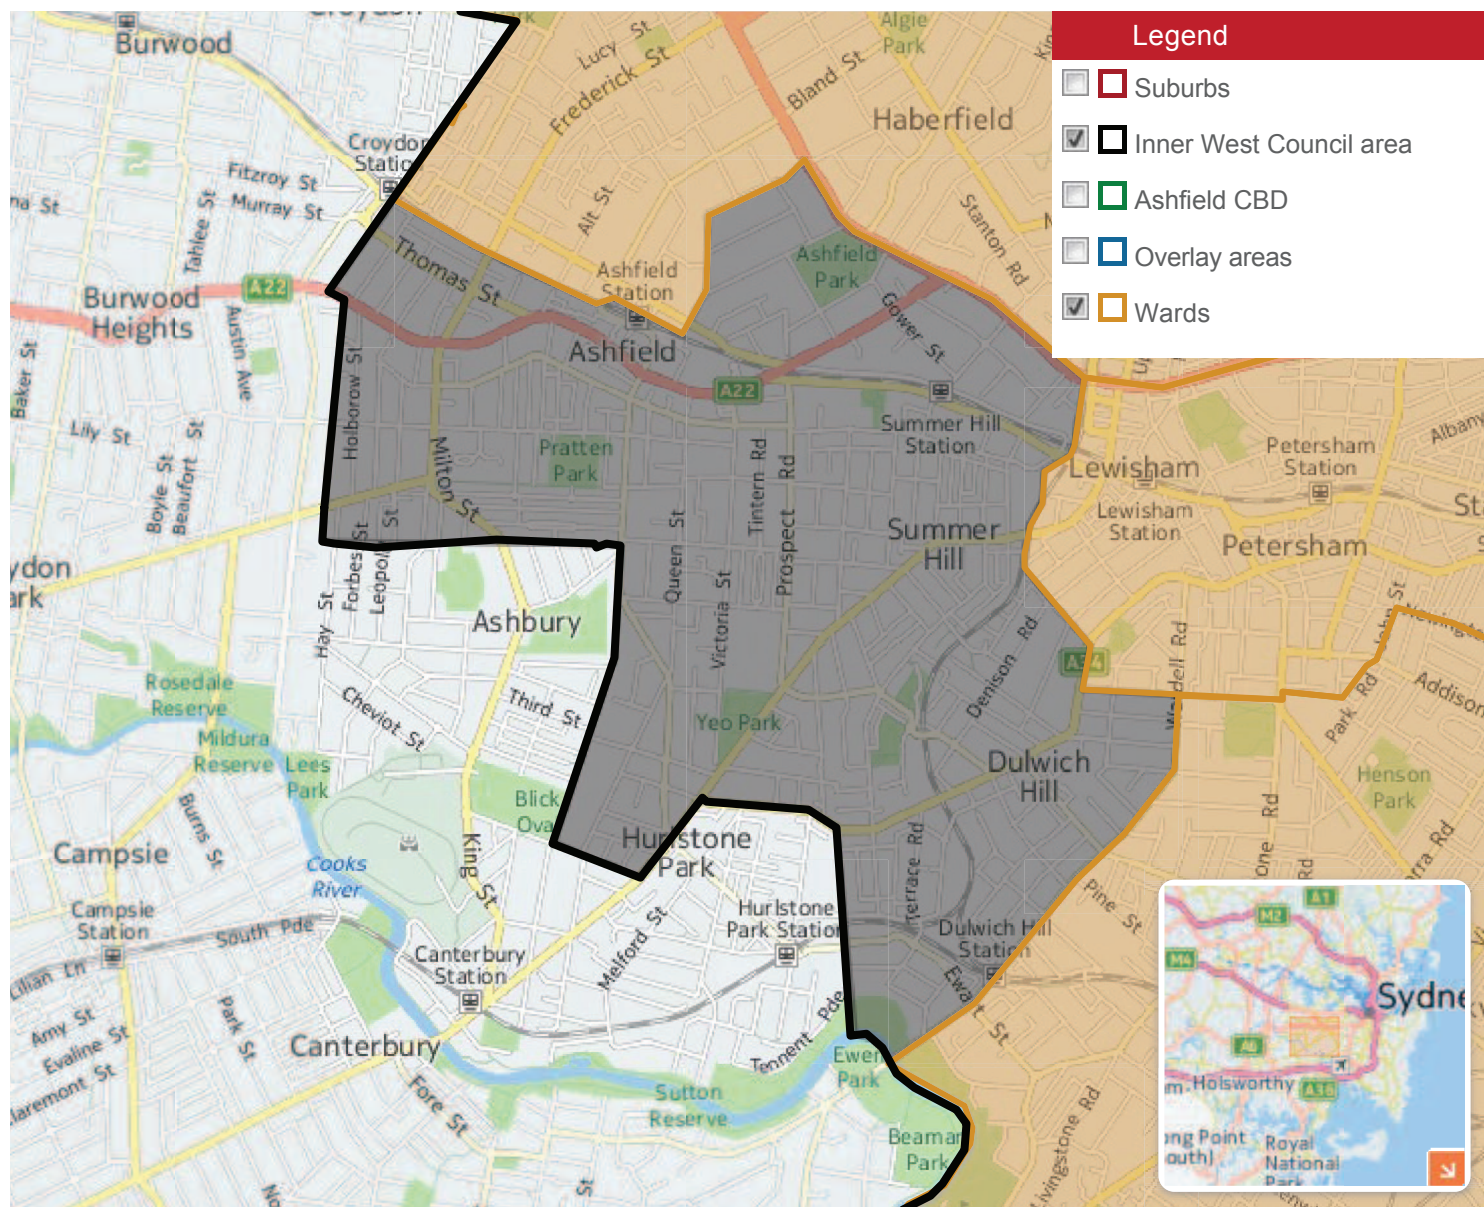 Burwood
Park
Lucy St
Frederick St
Algie
Park
Bland St
Haberfield
Legend
Suburbs
Inner West Council area
Ashfield CBD
Overlay areas
Wards
Croydon
Station
Fitzroy St
Murray St
Tahlee St
Alt St
Stanton Rd
Thomas St
Ashfield
Station
Ashfield
Park
Gower St
A22
Burwood
Heights
Austin Ave
Baker St
Holborow St
Ashfield
A22
Summer Hill
Station
Lily St
Boyle St
Beaufort St
Milton St
Pratten
Park
Tintern Rd
Prospect Rd
Lewisham
Lewisham
Station
Petersham
Station
Petersham
Albany
Summer
Hill
Queen St
Victoria St
Forbes St
Hay St
Ashbury
Denison Rd
A34
Rosedale
Reserve
Mildura
Reserve
Lees
Park
Cheviot St
Third St
Yeo Park
Park Rd
Addison
Dulwich
Hill
Henson
Park
Burns St
Campsie
Cooks
River
King St
Hurlstone
Park
Terrace Rd
Pine St
Campsie
Station
South Pde
Lilian Ln
Canterbury
Station
Melford St
Hurlstone
Park Station
Dulwich Hill
Station
Ewart St
Amy St
Evaline St
Park St
Canterbury
Fore St
Tennent Pde
Ewen
Park
Sutton
Reserve
Beaman
Park
Livingstone Rd
A1
M2
M4
A6
Holsworthy
A36
Royal
National
Park